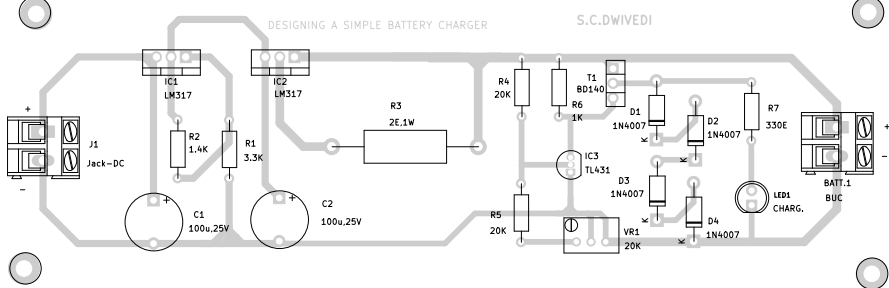 DESIGNING A SIMPLE BATTERY CHARGER
S.C.DWIVEDI
IC1
LM317
IC2
LM317
R3
2E,1W
R4
20K
R6
1K
T1
BD140
D1
1N4007
K
D2
1N4007
K
R7
330E
+
-
BATT.1
BUC
+
J1
Jack-DC
-
R2
1.4K
R1
3.3K
IC3
TL431
D3
1N4007
K
D4
1N4007
K
LED1
CHARG.
+
C1
100u,25V
+
C2
100u,25V
R5
20K
VR1
20K